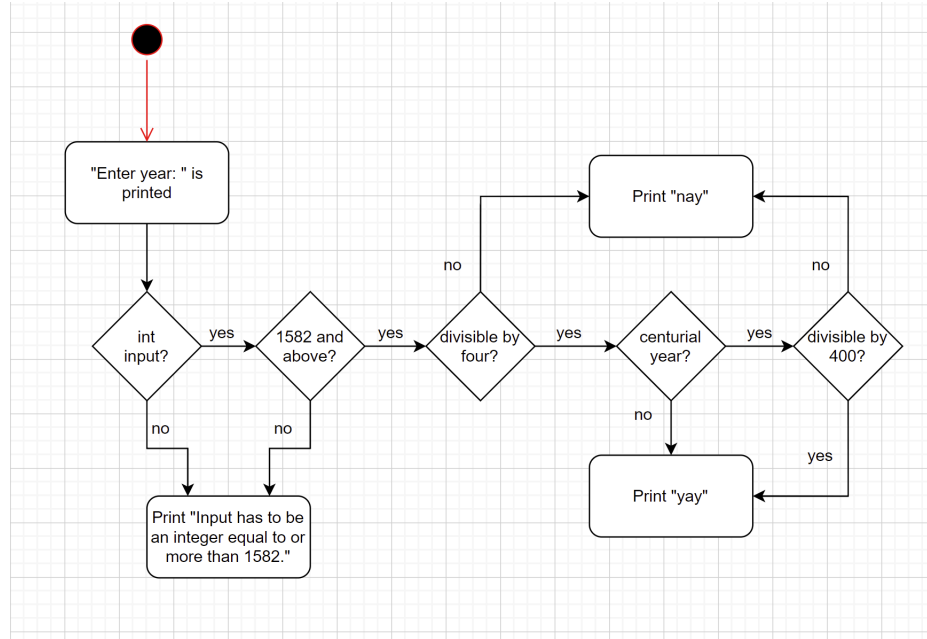 "Enter year: " is
printed
Print "nay"
no
no
int
input?
yes
1582 and
above?
yes
divisible by
four?
yes
centurial
year?
yes
divisible by
400?
no
no
no
yes
Print "yay"
Print "Input has to be
an integer equal to or
more than 1582."